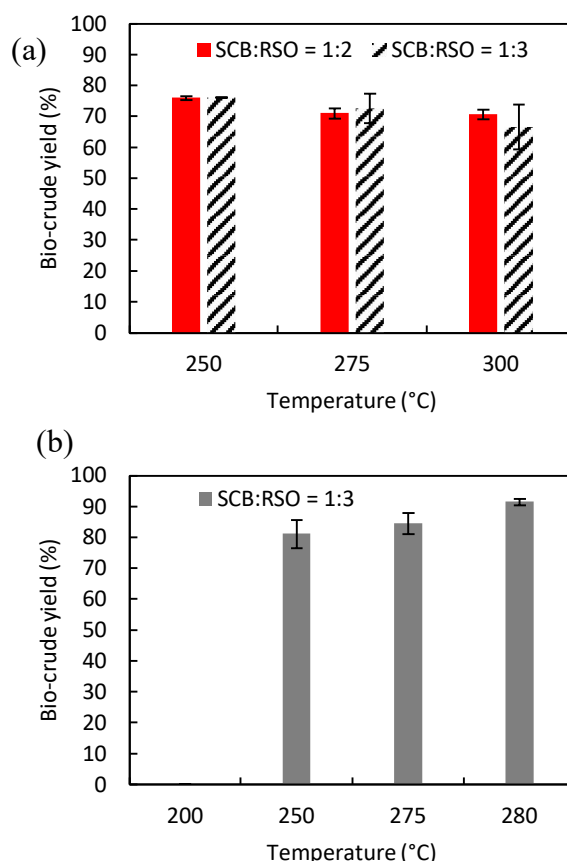 (a)
SCB:RSO = 1:2 SCB:RSO = 1:3
100
90
80
70
60
50
40
30
20
10
0
Bio-crude yield (%)
250 275 300
Temperature (°C)
(b)
SCB:RSO = 1:3
100
90
80
70
60
50
40
30
20
10
0
Bio-crude yield (%)
200 250 275 280
Temperature (°C)